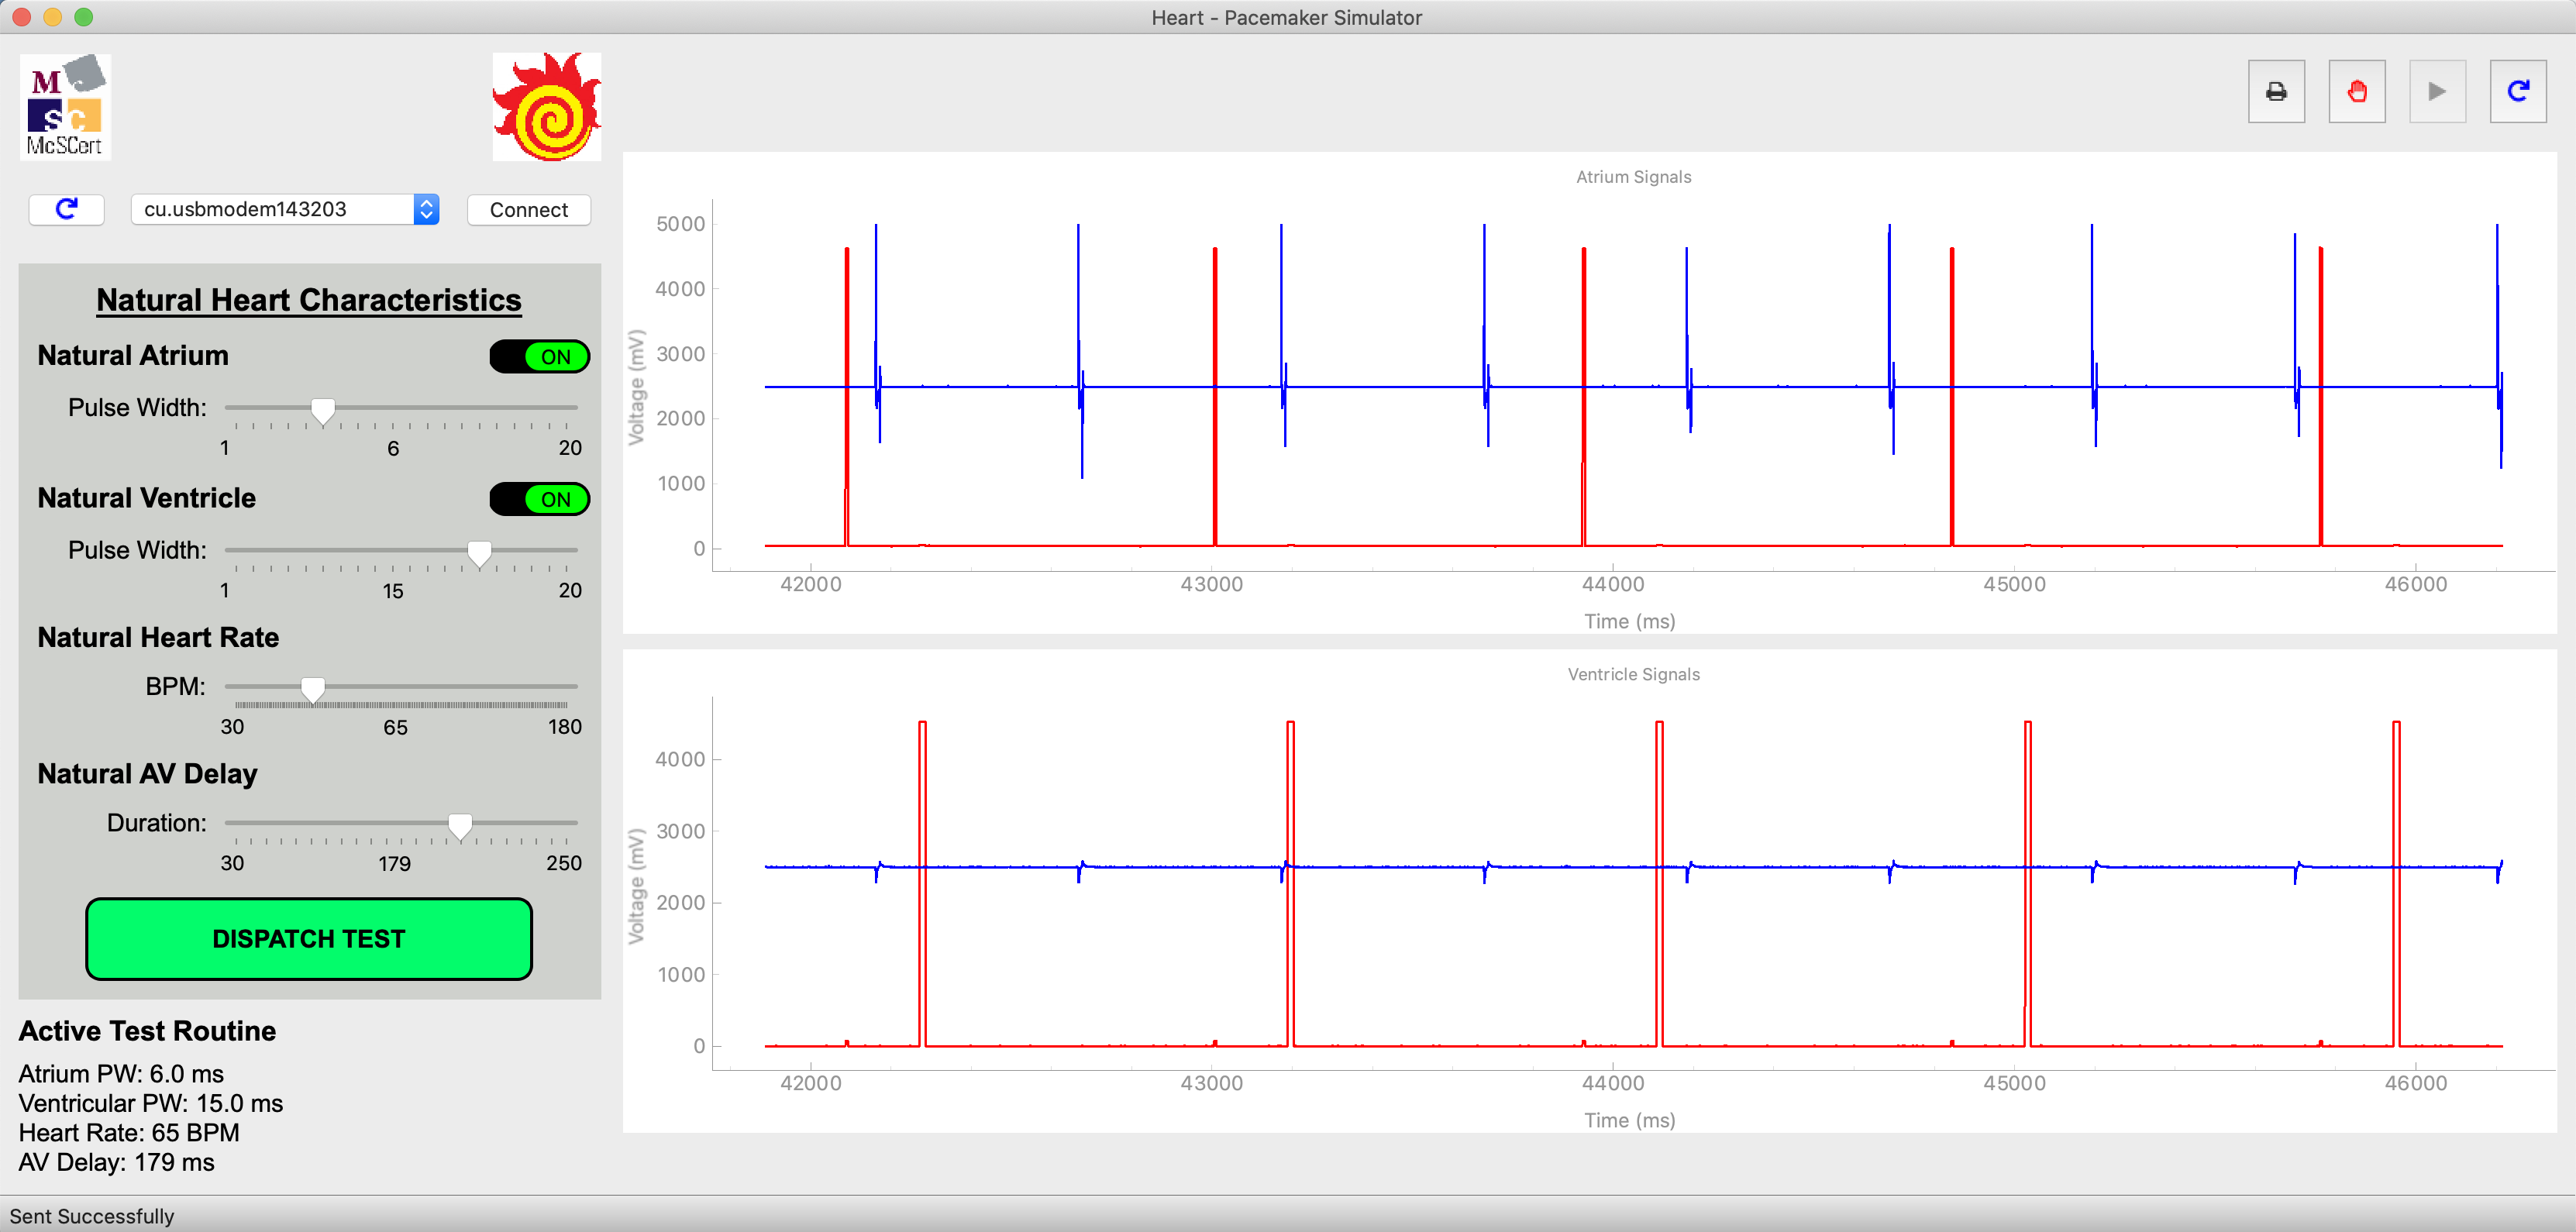 Heart - Pacemaker Simulator
M
S C
McSCert
cu.usbmodem143203
Connect
Natural Heart Characteristics
Natural Atrium
ON
Pulse Width:
1 6 20
Natural Ventricle
ON
Pulse Width:
1 15 20
Natural Heart Rate
BPM:
30 65 180
Natural AV Delay
Duration:
30 179 250
DISPATCH TEST
Active Test Routine
Atrium PW: 6.0 ms
Ventricular PW: 15.0 ms
Heart Rate: 65 BPM
AV Delay: 179 ms
Atrium Signals
Voltage (mV)
5000
4000
3000
2000
1000
0
42000 43000 44000 45000 46000
Time (ms)
Ventricle Signals
Voltage (mV)
4000
3000
2000
1000
0
42000 43000 44000 45000 46000
Time (ms)
Sent Successfully